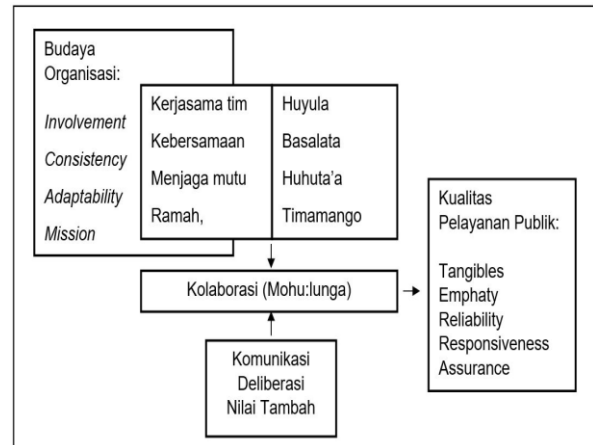 Budaya
Organisasi:
Involvement
Consistency
Adaptability
Mission
Kerjasama tim
Kebersamaan
Menjaga mutu
Ramah,
Huyula
Basalata
Huhuta’a
Timamango
Kolaborasi (Mohu:lunga)
Komunikasi
Deliberasi
Nilai Tambah
Kualitas
Pelayanan Publik:
Tangibles
Emphaty
Reliability
Responsiveness
Assurance